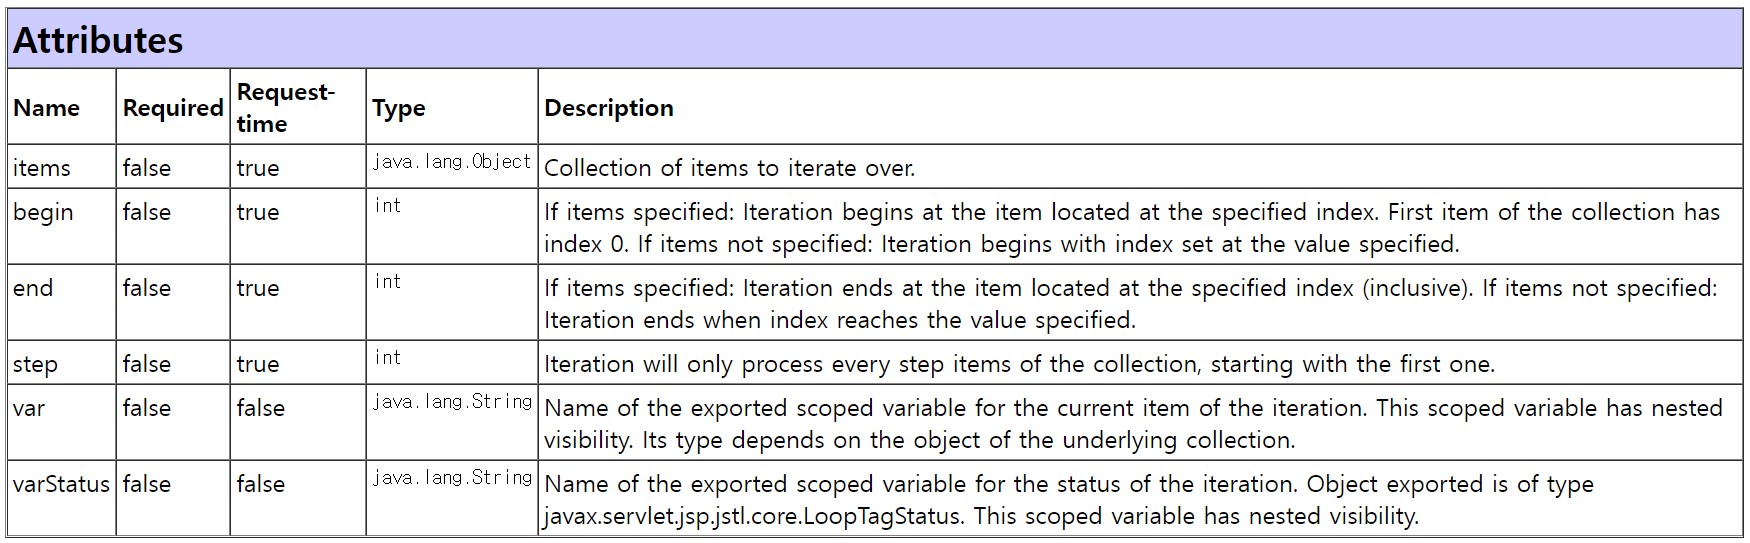 Attributes
Name Required Request-time Type Description
items false true java.lang.Object Collection of items to iterate over.
begin false true int If items specified: Iteration begins at the item located at the specified index. First item of the collection has
index 0. If items not specified: Iteration begins with index set at the value specified.
end false true int If items specified: Iteration ends at the item located at the specified index (inclusive). If items not specified:
Iteration ends when index reaches the value specified.
step false true int Iteration will only process every step items of the collection, starting with the first one.
var false false java.lang.String Name of the exported scoped variable for the current item of the iteration. This scoped variable has nested
visibility. Its type depends on the object of the underlying collection.
varStatus false false java.lang.String Name of the exported scoped variable for the status of the iteration. Object exported is of type
javax.servlet.jsp.jstl.core.LoopTagStatus. This scoped variable has nested visibility.